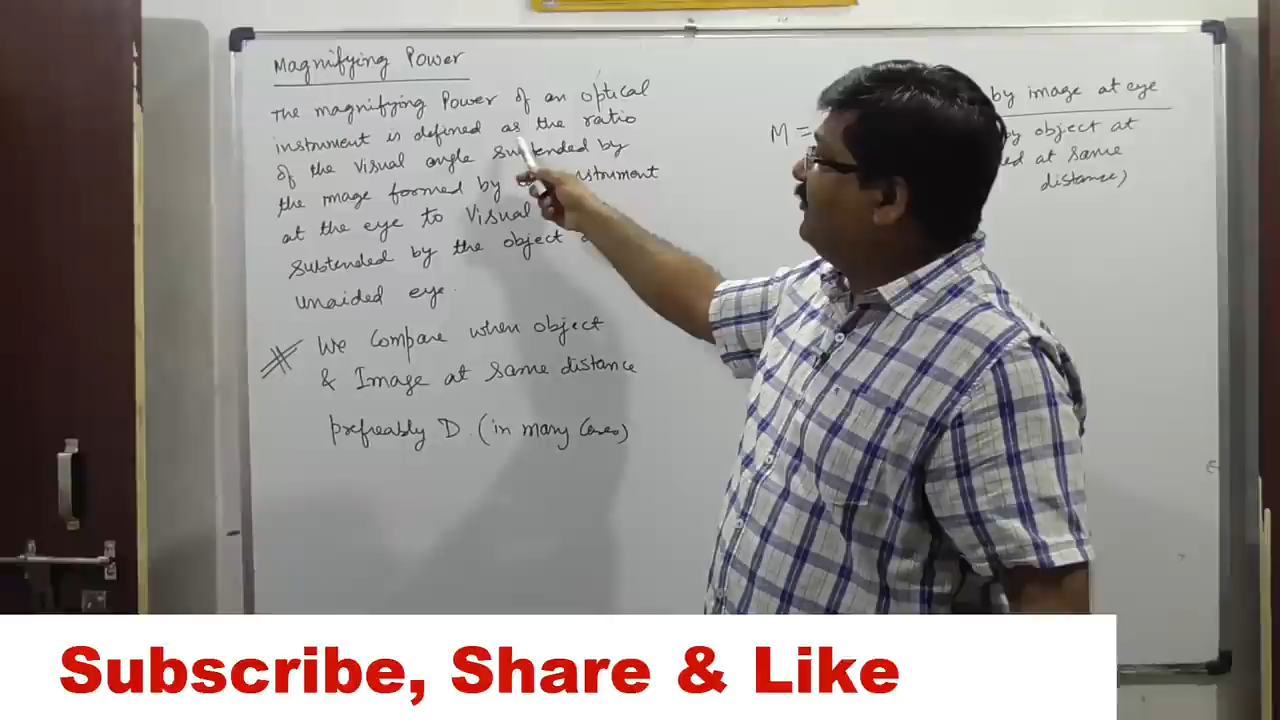 Magnifying Power
The magnifying Power of an optical
instrument is defined as the ratio
of the visual angle subtended by
the image formed by
at the eye to visual
subtended by the object
unaided eye.
We Compare when object
& Image at same distance
prefreably D. (in many Cases)
M =
by image at eye
by object at
at same
distance)
Subscribe, Share & Like